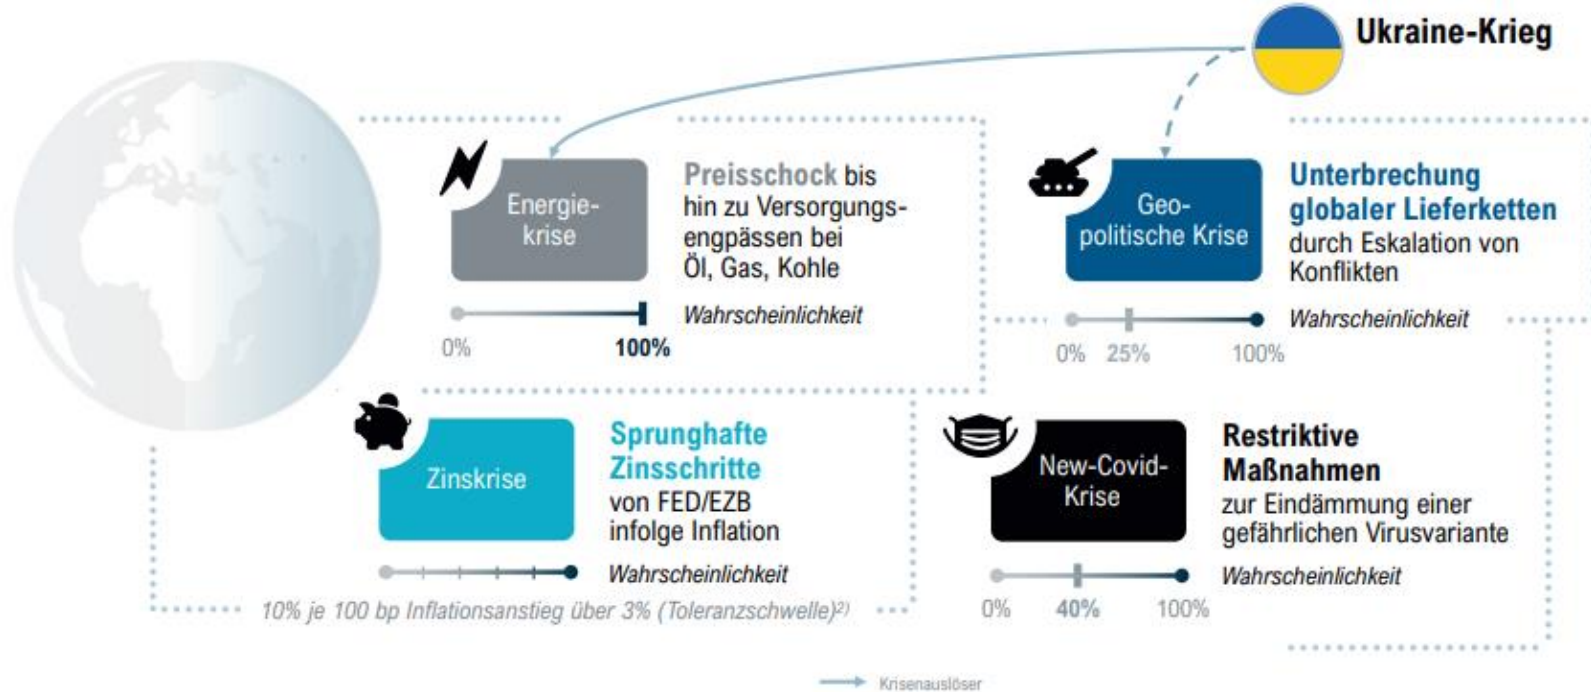 Ukraine-Krieg
Energie-
krise
Preisschock bis
hin zu Versorgungs-
engpässen bei
Öl, Gas, Kohle
Wahrscheinlichkeit
0%
100%
Geo-
politische Krise
Unterbrechung
globaler Lieferketten
durch Eskalation von
Konflikten
Wahrscheinlichkeit
0%
25%
100%
Zinskrise
Sprunghafte
Zinsschritte
von FED/EZB
infolge Inflation
Wahrscheinlichkeit
10% je 100 bp Inflationsanstieg über 3% (Toleranzschwelle)²⁾
New-Covid-
Krise
Restriktive
Maßnahmen
zur Eindämmung einer
gefährlichen Virusvariante
Wahrscheinlichkeit
0%
40%
100%
Krisenauslöser